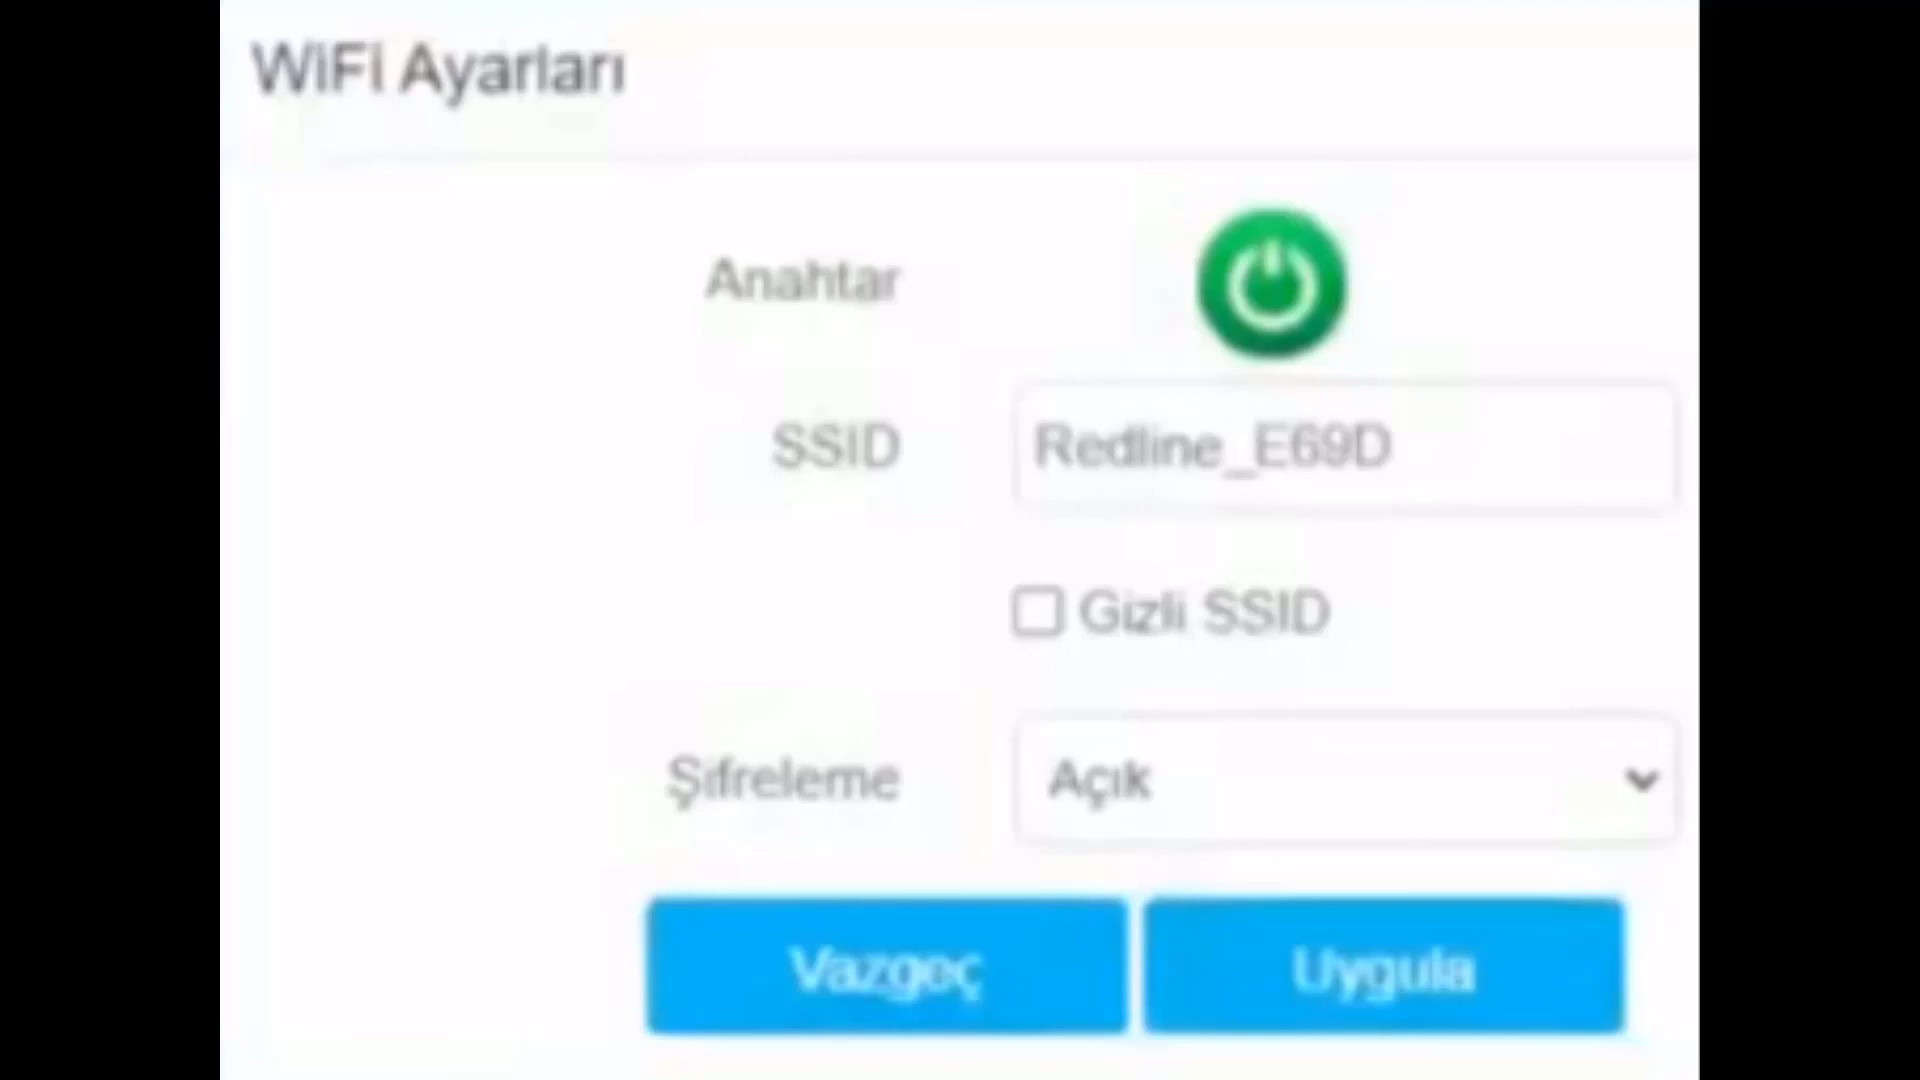 WiFi Ayarları
Anahtar
SSID Redline_E69D
Gizli SSID
Şifreleme Açık
Vazgeç Uygula